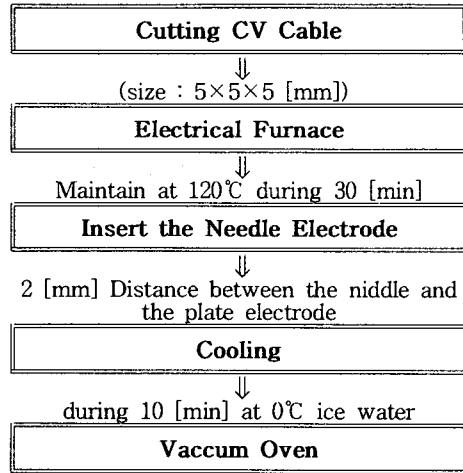 Cutting CV Cable
⇓
(size : 5×5×5 [mm])
Electrical Furnace
⇓
Maintain at 120℃ during 30 [min]
Insert the Needle Electrode
⇓
2 [mm] Distance between the niddle and
the plate electrode
Cooling
⇓
during 10 [min] at 0℃ ice water
Vaccum Oven